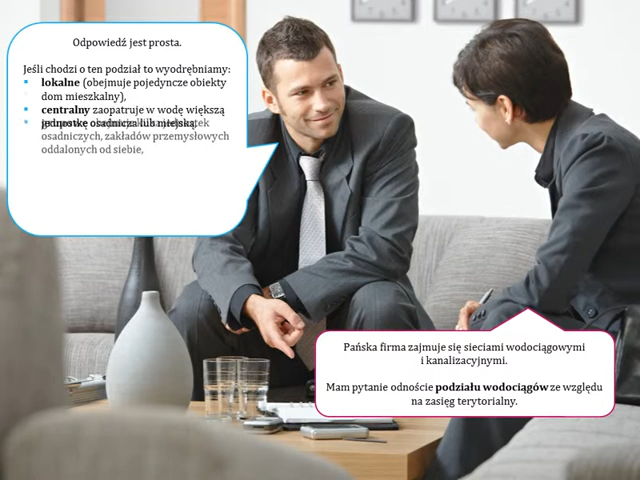 Odpowiedź jest prosta.
Jeśli chodzi o ten podział to wyodrębniamy:
lokalne (obejmuje pojedyncze obiekty
dom mieszkalny),
centralny zaopatruje w wodę większą
jednostkę osadniczą lub miejską,
osadniczych, zakładów przemysłowych
oddalonych od siebie,
Pańska firma zajmuje się sieciami wodociągowymi
i kanalizacyjnymi.
Mam pytanie odnoście podziału wodociągów ze względu
na zasięg terytorialny.